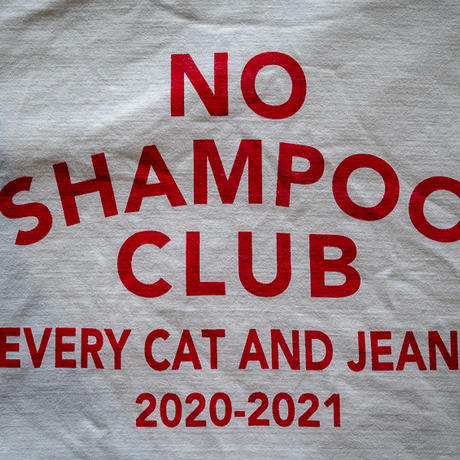 NO
SHAMPOO
CLUB
EVERY CAT AND JEAN
2020-2021